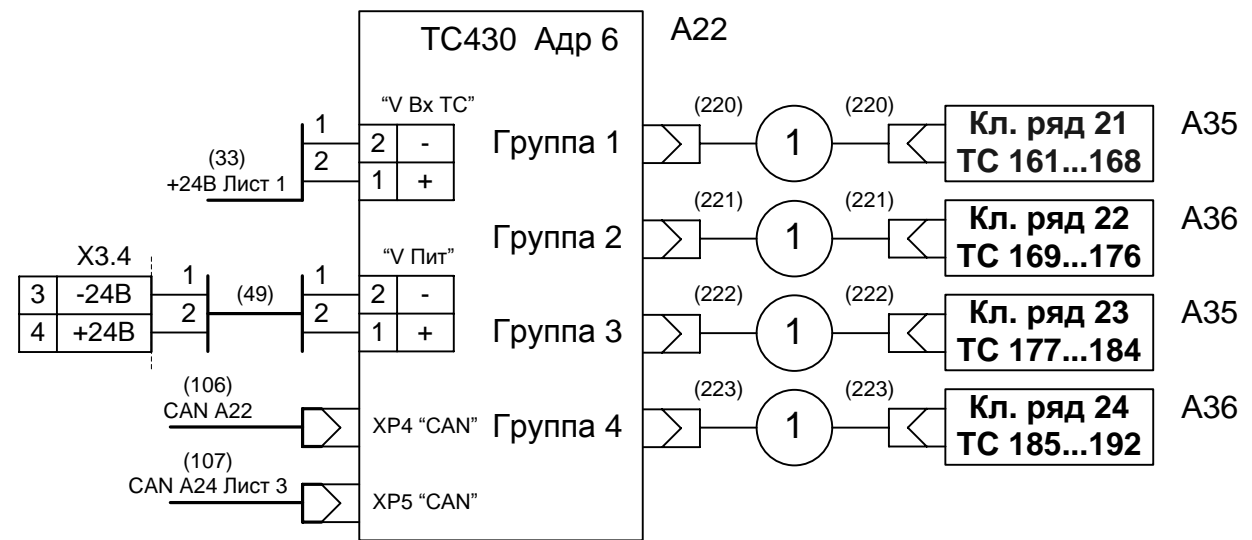 ТС430 Адр 6
А22
“V Вх ТС”
1
2 -
2
1 +
(33)
+24В Лист 1
Группа 1
(220)
1
(220)
Кл. ряд 21
ТС 161...168
А35
Группа 2
(221)
1
(221)
Кл. ряд 22
ТС 169...176
А36
Х3.4
3 -24В
4 +24В
1
2
(49)
1
2
“V Пит”
2 -
1 +
Группа 3
(222)
1
(222)
Кл. ряд 23
ТС 177...184
А35
(106)
CAN А22
XP4 “CAN”
Группа 4
(223)
1
(223)
Кл. ряд 24
ТС 185...192
А36
(107)
CAN А24 Лист 3
XP5 “CAN”